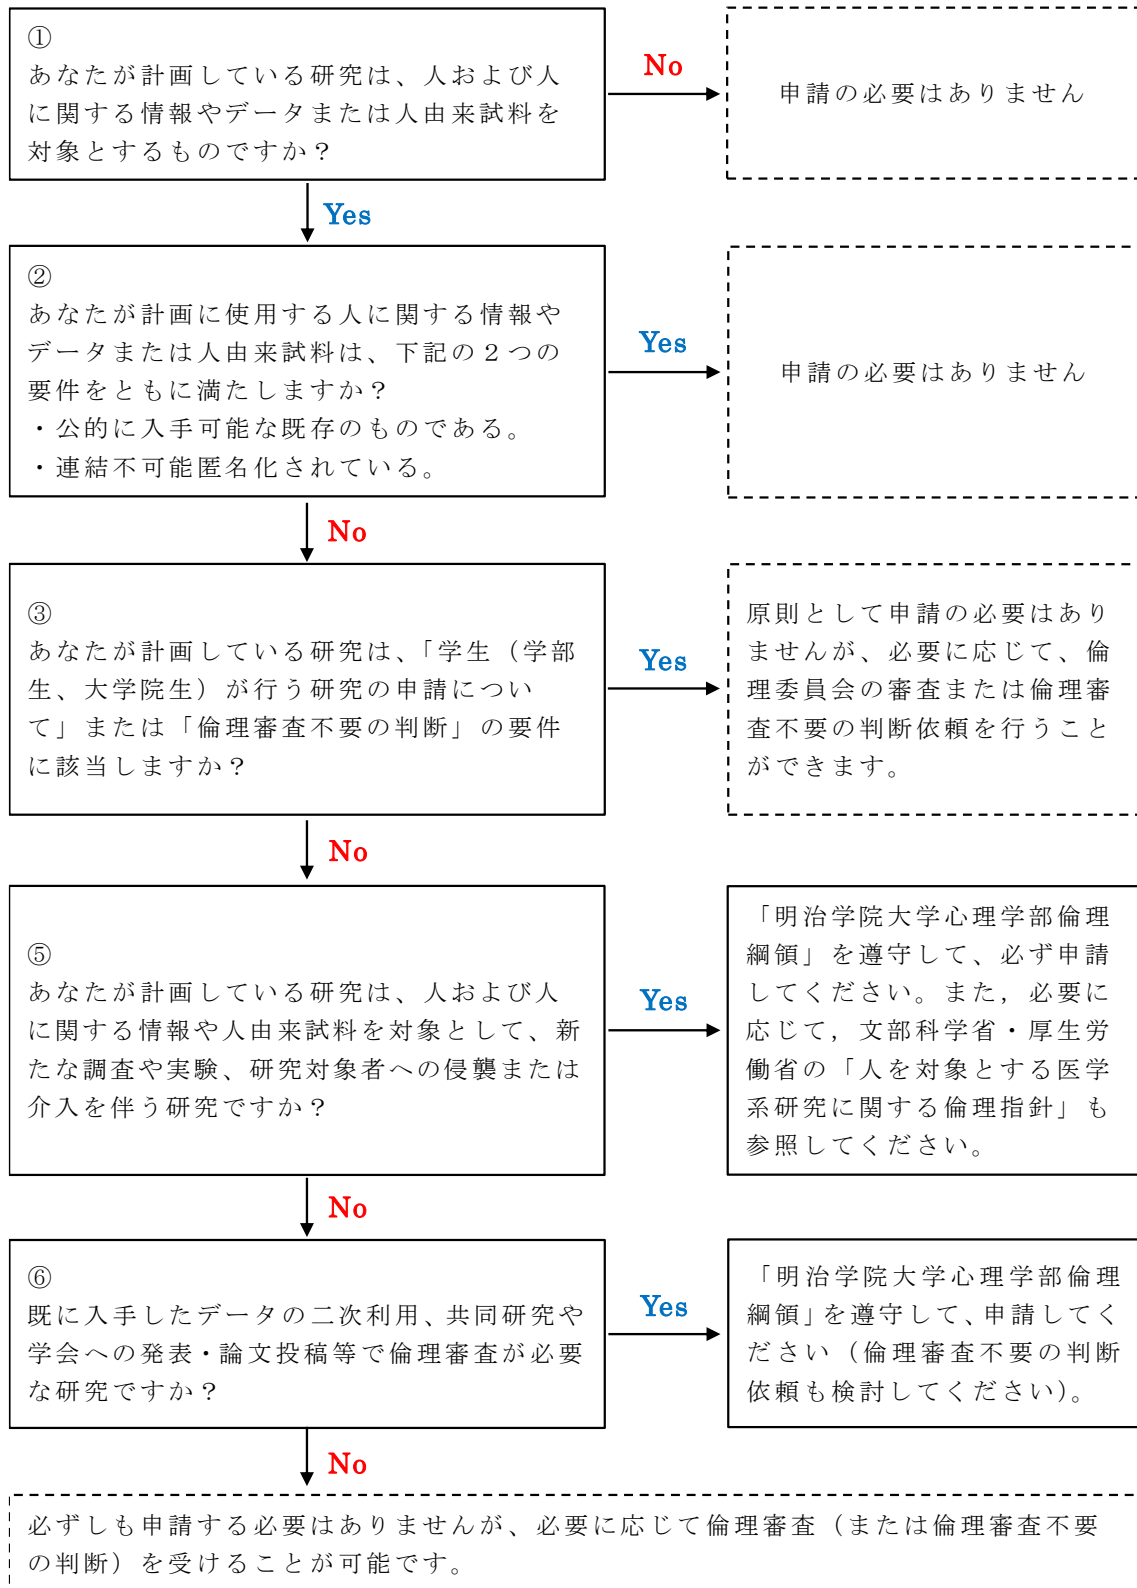 ①
あなたが計画している研究は、人および人
に関する情報やデータまたは人由来試料を
対象とするものですか？
No
申請の必要はありません
Yes
②
あなたが計画に使用する人に関する情報や
データまたは人由来試料は、下記の２つの
要件をともに満たしますか？
・公的に入手可能な既存のものである。
・連結不可能匿名化されている。
Yes
申請の必要はありません
No
③
あなたが計画している研究は、「学生（学部
生、大学院生）が行う研究の申請につい
て」または「倫理審査不要の判断」の要件
に該当しますか？
Yes
原則として申請の必要はあり
ませんが、必要に応じて、倫
理委員会の審査または倫理審
査不要の判断依頼を行うこと
ができます。
No
⑤
あなたが計画している研究は、人および人
に関する情報や人由来試料を対象として、新
たな調査や実験、研究対象者への侵襲または
介入を伴う研究ですか？
Yes
「明治学院大学心理学部倫理
綱領」を遵守して、必ず申請
してください。また，必要に
応じて，文部科学省・厚生労
働省の「人を対象とする医学
系研究に関する倫理指針」も
参照してください。
No
⑥
既に入手したデータの二次利用、共同研究や
学会への発表・論文投稿等で倫理審査が必要
な研究ですか？
Yes
「明治学院大学心理学部倫理
綱領」を遵守して、申請してく
ださい（倫理審査不要の判断
依頼も検討してください）。
No
必ずしも申請する必要はありませんが、必要に応じて倫理審査（または倫理審査不要
の判断）を受けることが可能です。